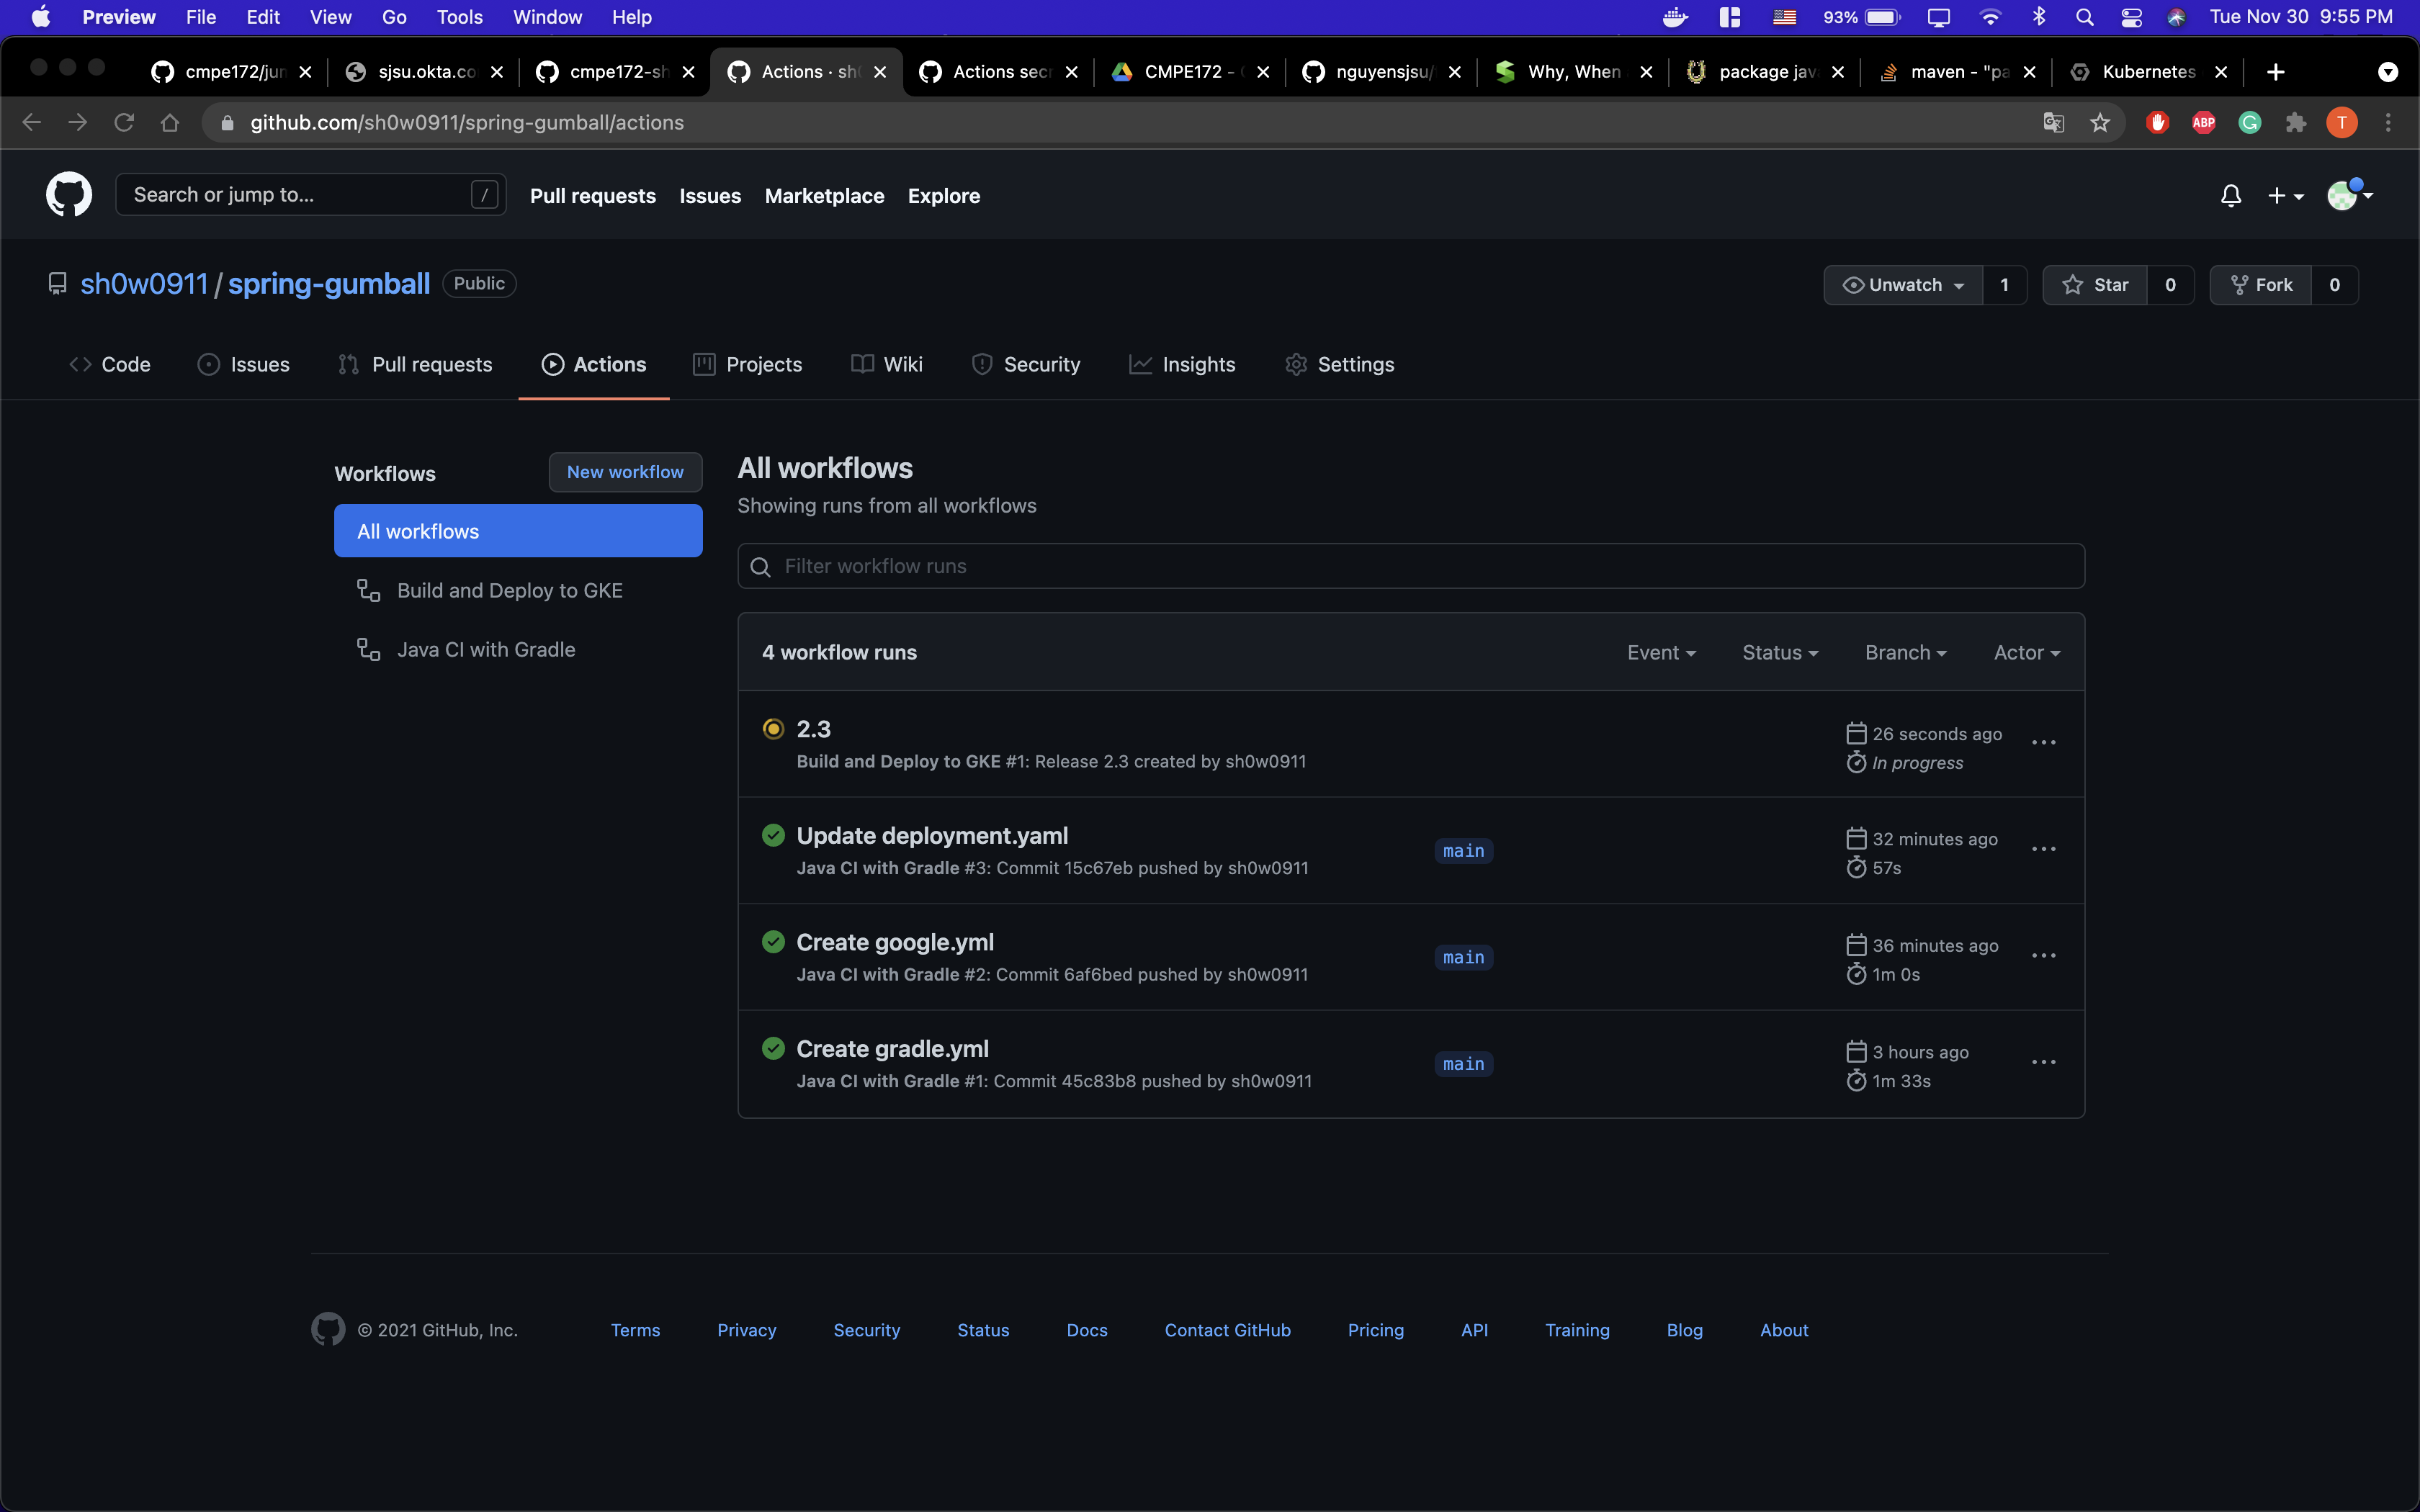 Preview File Edit View Go Tools Window Help 93% Tue Nov 30 9:55 PM
cmpe172/jun sjsu.okta.co cmpe172-sh Actions · sh Actions sec CMPE172 - nguyensjsu/ Why, When package jav maven - "pa Kubernetes
github.com/sh0w0911/spring-gumball/actions ABP G T
Search or jump to... / Pull requests Issues Marketplace Explore
sh0w0911 / spring-gumball Public Unwatch 1 Star 0 Fork 0
Code Issues Pull requests Actions Projects Wiki Security Insights Settings
Workflows New workflow
All workflows
Build and Deploy to GKE
Java CI with Gradle
All workflows
Showing runs from all workflows
Filter workflow runs
4 workflow runs Event Status Branch Actor
2.3 26 seconds ago
Build and Deploy to GKE #1: Release 2.3 created by sh0w0911 In progress
Update deployment.yaml main 32 minutes ago
Java CI with Gradle #3: Commit 15c67eb pushed by sh0w0911 57s
Create google.yml main 36 minutes ago
Java CI with Gradle #2: Commit 6af6bed pushed by sh0w0911 1m 0s
Create gradle.yml main 3 hours ago
Java CI with Gradle #1: Commit 45c83b8 pushed by sh0w0911 1m 33s
© 2021 GitHub, Inc. Terms Privacy Security Status Docs Contact GitHub Pricing API Training Blog About